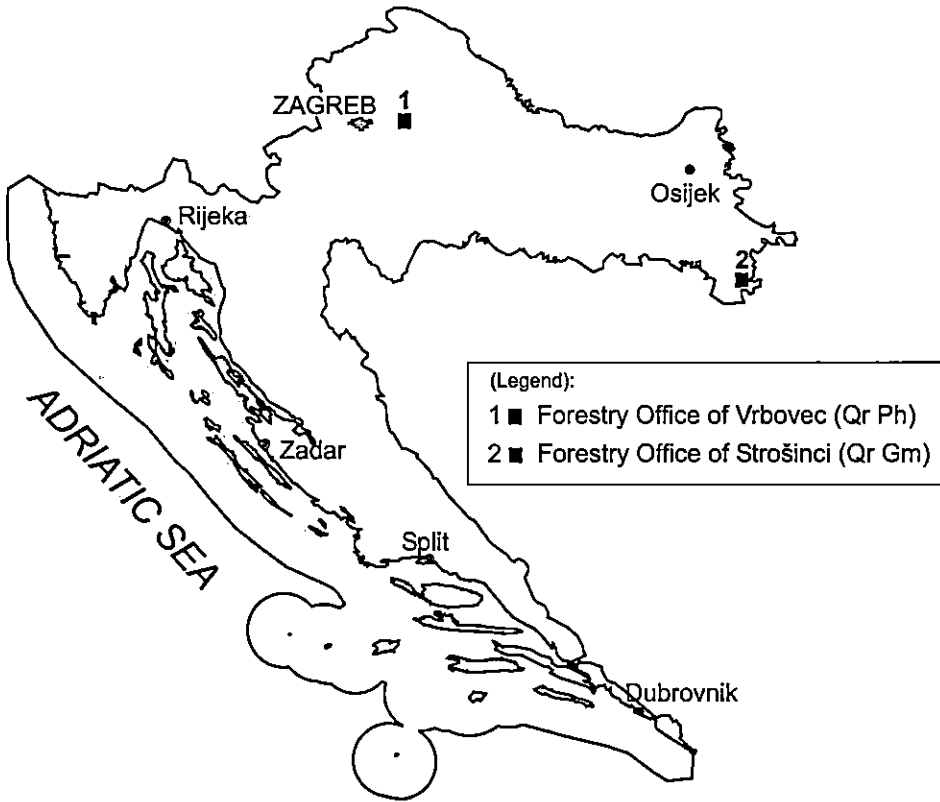 ZAGREB
1
Osijek
Rijeka
2
(Legend):
1 ■ Forestry Office of Vrbovec (Qr Ph)
2 ■ Forestry Office of Strošinci (Qr Gm)
ADRIATIC SEA
Zadar
Split
Dubrovnik